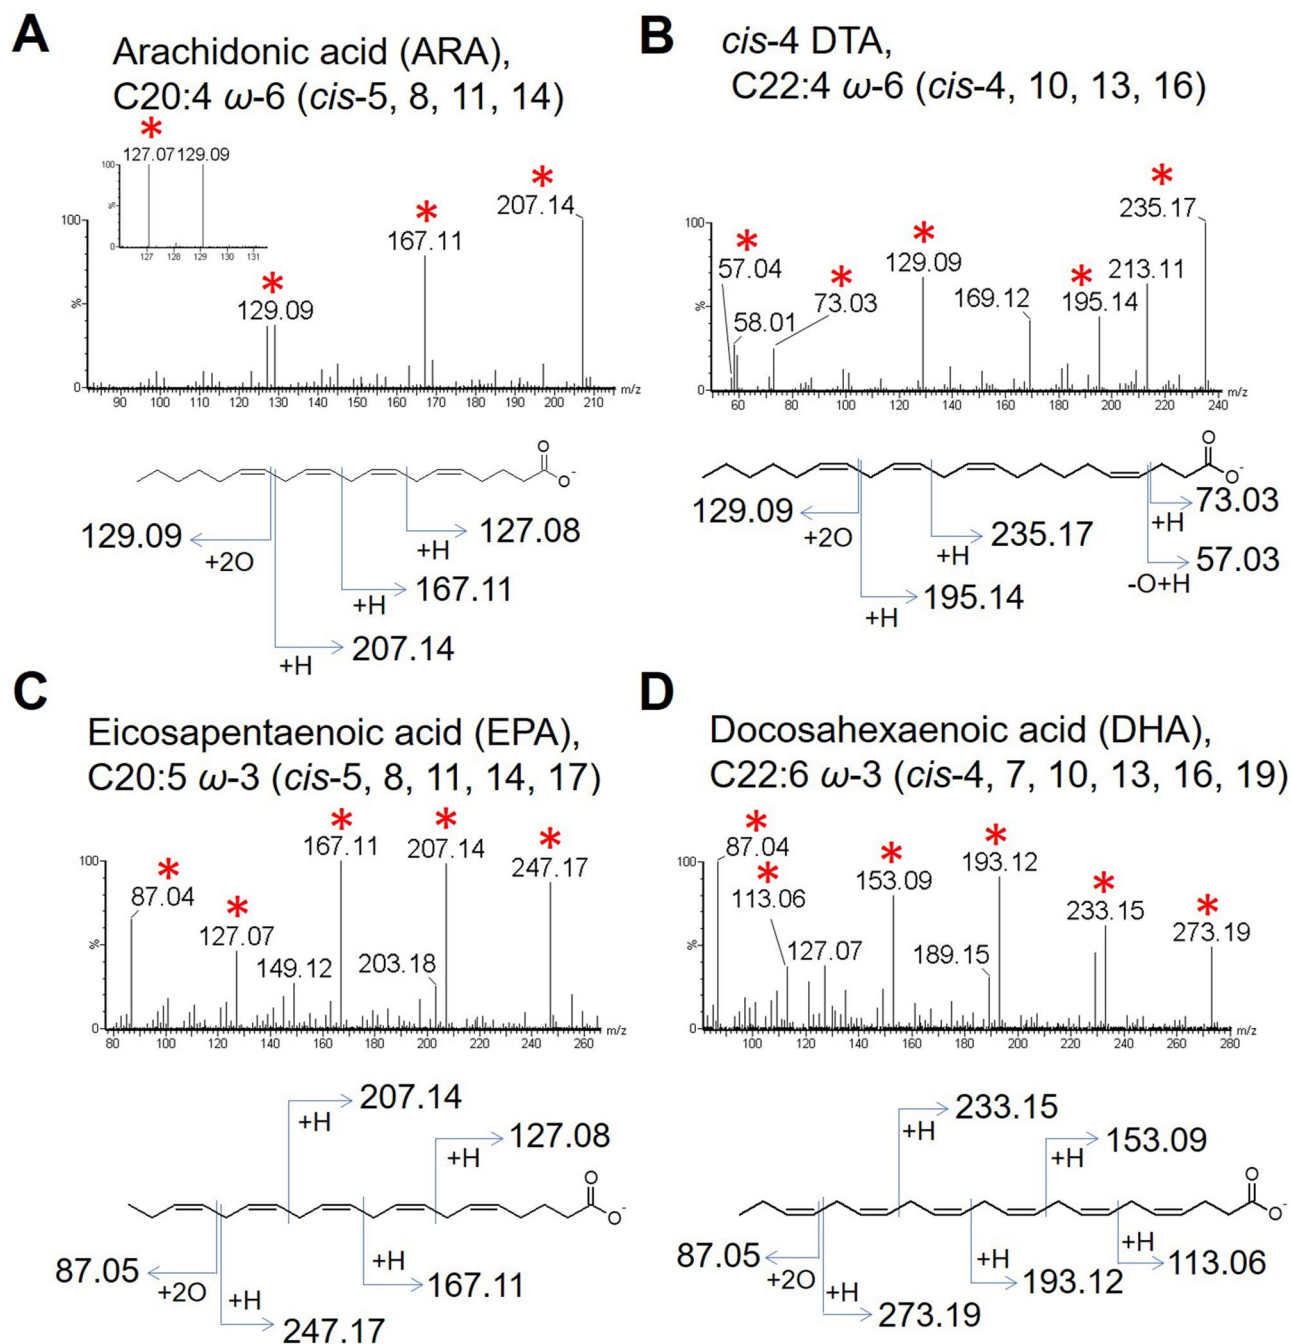 A
Arachidonic acid (ARA),
C20:4 ω-6 (cis-5, 8, 11, 14)
*
127.07 129.09
100
%
0
127 128 129 130 131
*
207.14
*
167.11
*
129.09
100
%
0
90 100 110 120 130 140 150 160 170 180 190 200 210 m/z
O
O-
129.09
+2O
+H
127.08
+H
167.11
+H
207.14
B
cis-4 DTA,
C22:4 ω-6 (cis-4, 10, 13, 16)
*
235.17
*
57.04
58.01
*
73.03
*
129.09
169.12
*
195.14
213.11
100
%
0
60 80 100 120 140 160 180 200 220 240 m/z
O
O-
129.09
+2O
+H
73.03
+H
235.17
-O+H
57.03
+H
195.14
C
Eicosapentaenoic acid (EPA),
C20:5 ω-3 (cis-5, 8, 11, 14, 17)
*
167.11
*
207.14
*
247.17
*
87.04
*
127.07
149.12
203.18
100
%
0
80 100 120 140 160 180 200 220 240 260 m/z
207.14
+H
127.08
+H
O
O-
87.05
+2O
+H
247.17
+H
167.11
D
Docosahexaenoic acid (DHA),
C22:6 ω-3 (cis-4, 7, 10, 13, 16, 19)
*
87.04
*
113.06
127.07
*
153.09
189.15
*
193.12
*
233.15
*
273.19
100
%
0
100 120 140 160 180 200 220 240 260 280 m/z
233.15
+H
153.09
+H
O
O-
87.05
+2O
+H
273.19
+H
193.12
+H
113.06